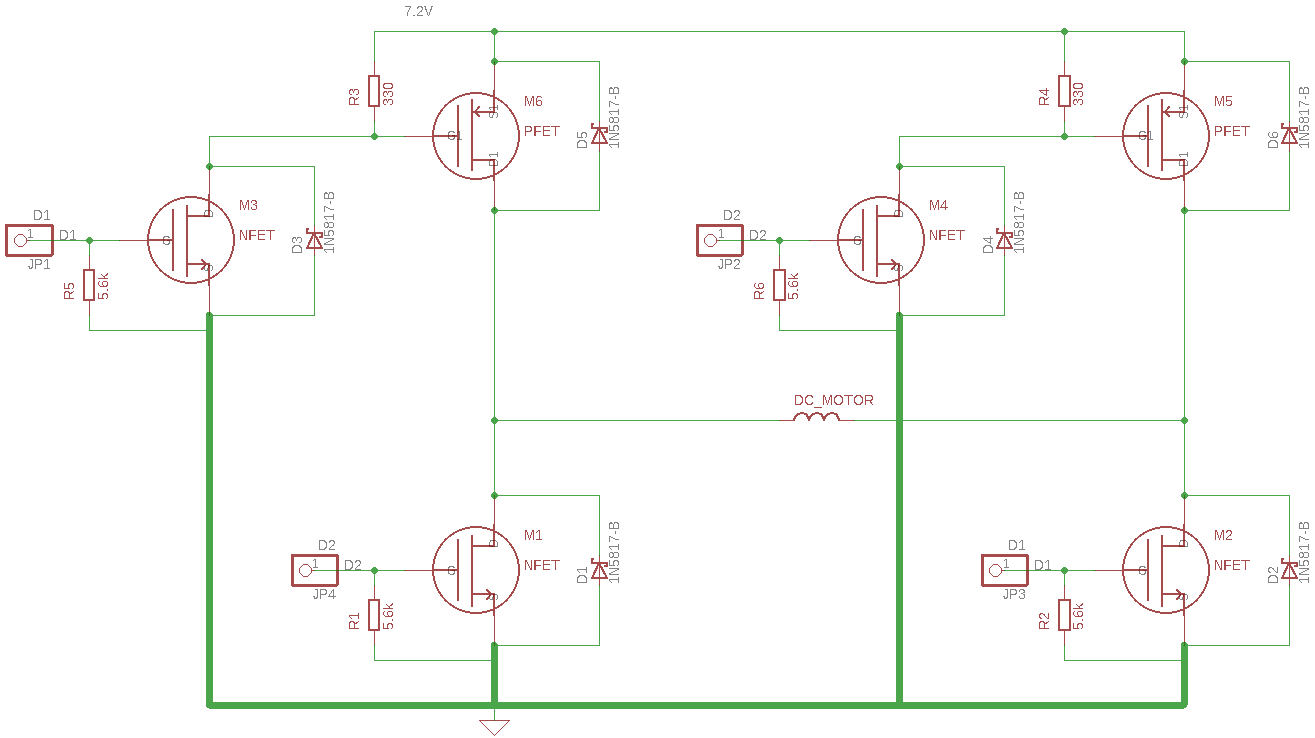 7.2V
R3
330
M6
PFET
S1
G1
D1
D5
1N5817-B
R4
330
M5
PFET
S1
G1
D1
D6
1N5817-B
D1
1
D1
JP1
R5
5.6k
M3
NFET
D
G
S
D3
1N5817-B
D2
1
D2
JP2
R6
5.6k
M4
NFET
D
G
S
D4
1N5817-B
DC_MOTOR
D2
1
D2
JP4
R1
5.6k
M1
NFET
D
G
S
D1
1N5817-B
D1
1
D1
JP3
R2
5.6k
M2
NFET
D
G
S
D2
1N5817-B